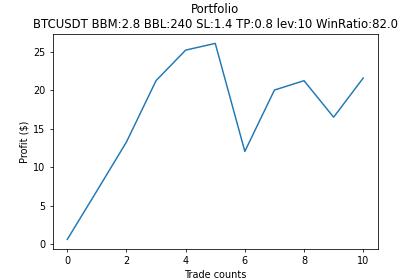 Portfolio
BTCUSDT BBM:2.8 BBL:240 SL:1.4 TP:0.8 lev:10 WinRatio:82.0
25
20
15
10
5
0
Profit ($)
0 2 4 6 8 10
Trade counts